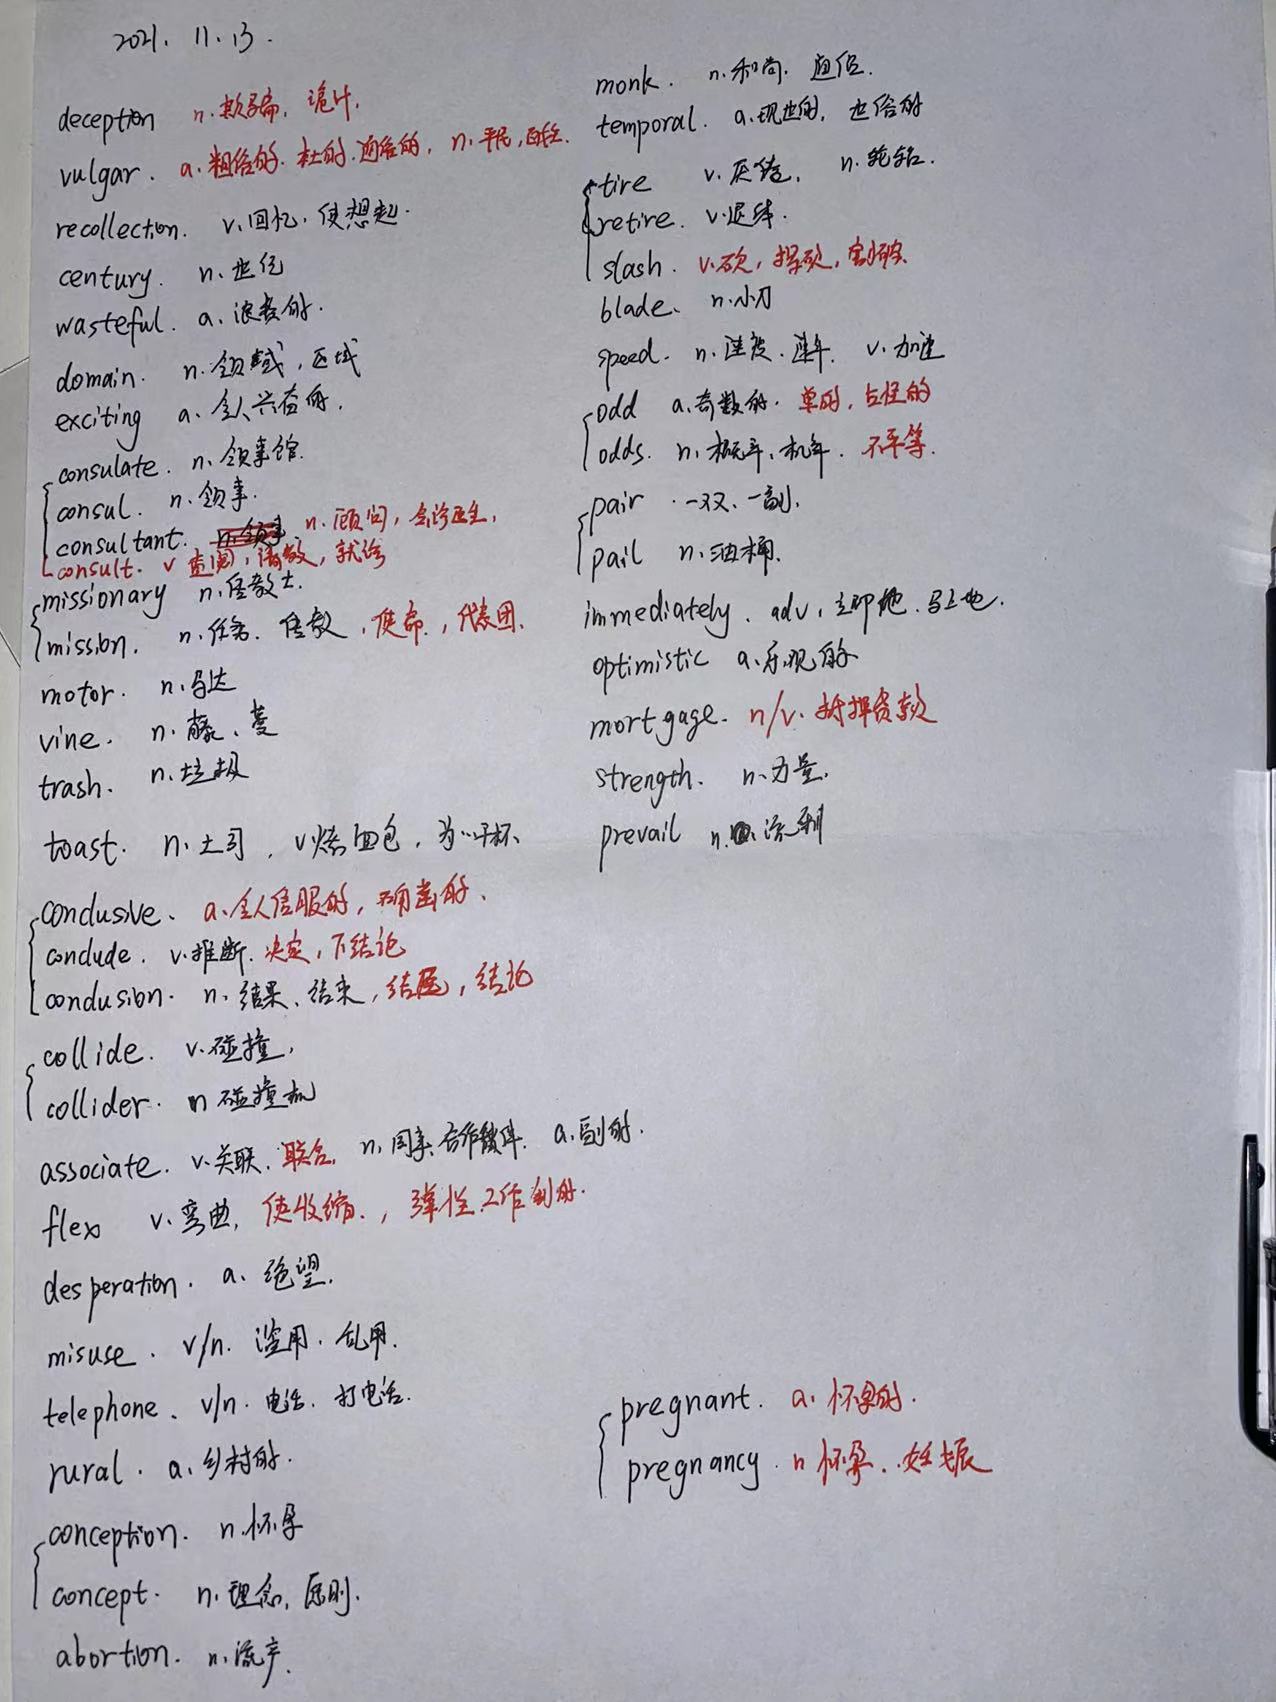 2021. 11. 13.
deception n. 欺骗, 诡计.
vulgar. a. 粗俗的. 的. 通俗的, n. 平民, 百姓.
recollection. v. 回忆, 使想起.
century. n. 世纪
wasteful. a. 浪费的.
domain. n. 领域, 区域
exciting a. 令人兴奋的.
consulate. n. 领事馆.
consul. n. 领事.
consultant. n. 领事 n. 顾问, 会诊医生,
consult. v 查阅, 请教, 就诊
missionary n. 传教士.
mission. n. 任务. 传教, 使命, 代表团.
motor. n. 马达
vine. n. 藤、蔓
trash. n. 垃圾
toast. n. 土司, v 烤面包, 为…干杯.
conclusive. a. 令人信服的, 确凿的.
conclude. v. 推断. 决定, 下结论
conclusion. n. 结果、结束, 结尾, 结论
collide. v. 碰撞,
collider. n 碰撞机
associate. v. 关联. 联合. n. 同事. 合作伙伴. a. 副的.
flex v. 弯曲, 使收缩., 弹性工作制的.
desperation. a. 绝望.
misuse. v/n. 滥用. 乱用.
telephone. v/n. 电话. 打电话.
rural. a. 乡村的.
conception. n. 怀孕
concept. n. 理念, 原则.
abortion. n. 流产.
monk. n. 和尚. 道侣.
temporal. a. 现世的, 世俗的
tire v. 厌倦, n. 轮胎.
retire. v. 退休.
slash. v. 砍, 挥砍, 割破.
blade. n. 小刀
speed. n. 速度. 速率. v. 加速
odd a. 奇数的. 单的, 古怪的
odds. n. 概率、机率. 不平等.
pair. 一双、一副.
pail n. 油桶.
immediately. adv. 立即地. 马上地.
optimistic a. 乐观的
mortgage. n/v. 抵押贷款
strength. n. 力量.
prevail n. 流利
pregnant. a. 怀孕的.
pregnancy. n 怀孕. 妊娠